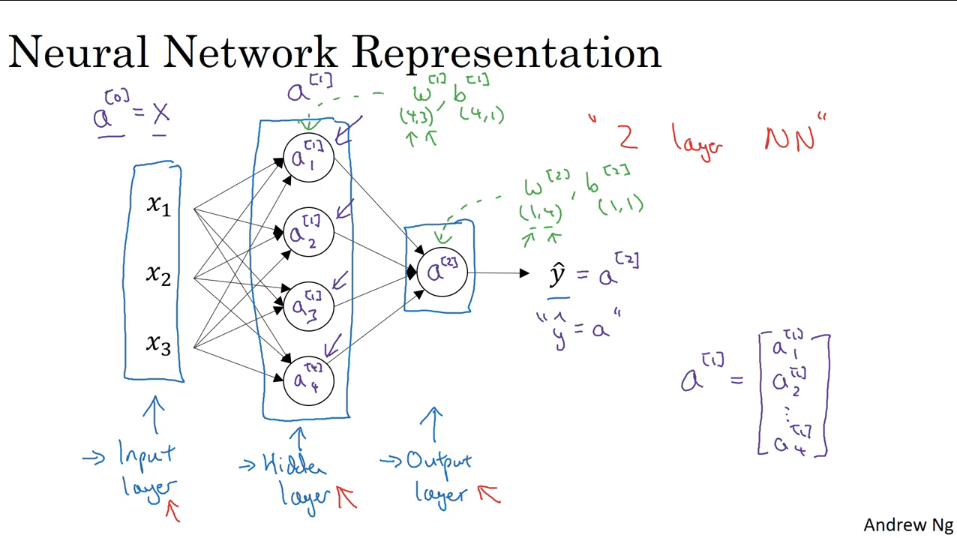 Neural Network Representation
a^[0] = X
a^[1]
w^[1], b^[1]
(4,3) (4,1)
"2 layer NN"
x₁
x₂
x₃
a₁^[1]
a₂^[1]
a₃^[1]
a₄^[4]
a^[2]
w^[2], b^[2]
(1,4) (1,1)
ŷ = a^[2]
"ŷ = a"
a^[1] =
a₁^[1]
a₂^[1]
⋮
a₄^[1]
→ Input
layer
→ Hidden
layer
→ Output
layer
Andrew Ng